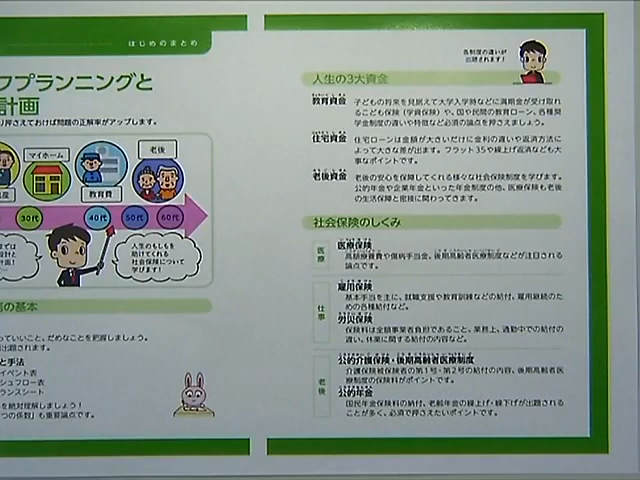 はじめのまとめ
フプランニングと
計画
押さえておけば問題の正解率がアップします。
マイホーム
老後
教育費
30代
40代
50代
60代
人生のもしもを
助けてくれる
社会保険について
学びます!
の基本
っていいこと、だめなことを把握しましょう。
出題されます。
と手法
イベント表
シュフロー表
ランスシート
を絶対理解しましょう!
つの係数」も重要論点です。
各制度の違いが
出題されます!
人生の3大資金
教育資金 子どもの将来を見据えて大学入学時などに満期金が受け取れ
るこども保険(学資保険)や、国や民間の教育ローン、各種奨
学金制度の違いや特徴など必須の論点を押さえましょう。
住宅資金 住宅ローンは金額が大きいだけに金利の違いや返済方法に
よって大きな差が出ます。フラット35や繰上げ返済なども大
事なポイントです。
老後資金 老後の安心を保障してくれる様々な社会保険制度を学びます。
公的年金や企業年金といった年金制度の他、医療保険も老後
の生活保障と密接に関わってきます。
社会保険のしくみ
医療
医療保険
高額療養費や傷病手当金、後期高齢者医療制度などが注目される
論点です。
仕事
雇用保険
基本手当を主に、就職支援や教育訓練などの給付、雇用継続のた
めの各種給付など。
労災保険
保険料は全額事業者負担であること、業務上、通勤中での給付の
違い、休業に関する給付の内容など。
老後
公的介護保険・後期高齢者医療制度
介護保険被保険者の第1号・第2号の給付の内容、後期高齢者医
療制度の保険料がポイントです。
公的年金
国民年金保険料の納付、老齢年金の繰上げ・繰下げが出題される
ことが多く、必須で押さえたいポイントです。